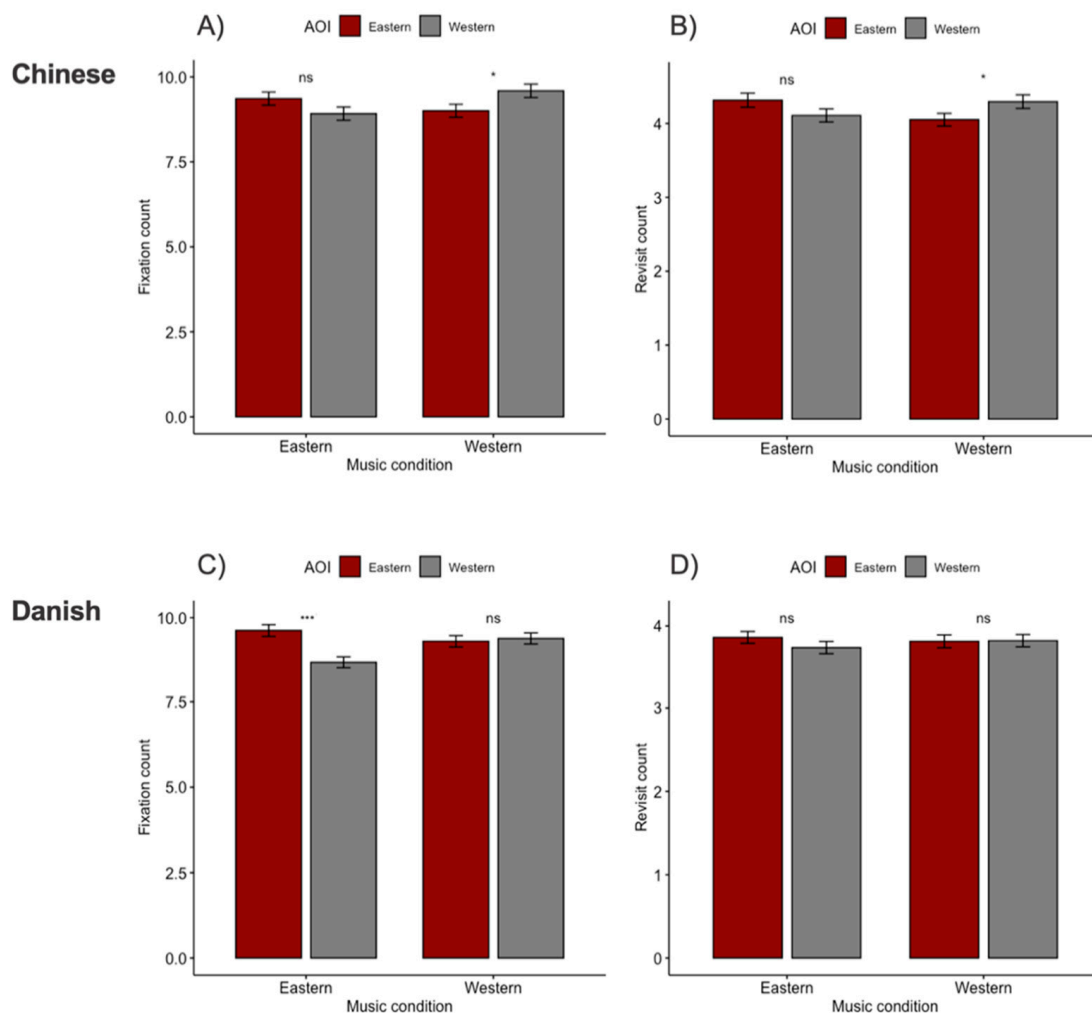 A)
AOI Eastern Western
B)
AOI Eastern Western
Chinese
ns
*
10.0
7.5
5.0
2.5
0.0
Fixation count
Eastern
Western
Music condition
ns
*
4
3
2
1
0
Revisit count
Eastern
Western
Music condition
C)
AOI Eastern Western
D)
AOI Eastern Western
Danish
***
ns
10.0
7.5
5.0
2.5
0.0
Fixation count
Eastern
Western
Music condition
ns
ns
4
3
2
1
0
Revisit count
Eastern
Western
Music condition